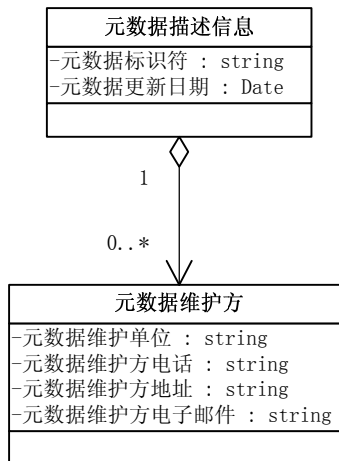 元数据描述信息
-元数据标识符 : string
-元数据更新日期 : Date
1
0..*
元数据维护方
-元数据维护单位 : string
-元数据维护方电话 : string
-元数据维护方地址 : string
-元数据维护方电子邮件 : string